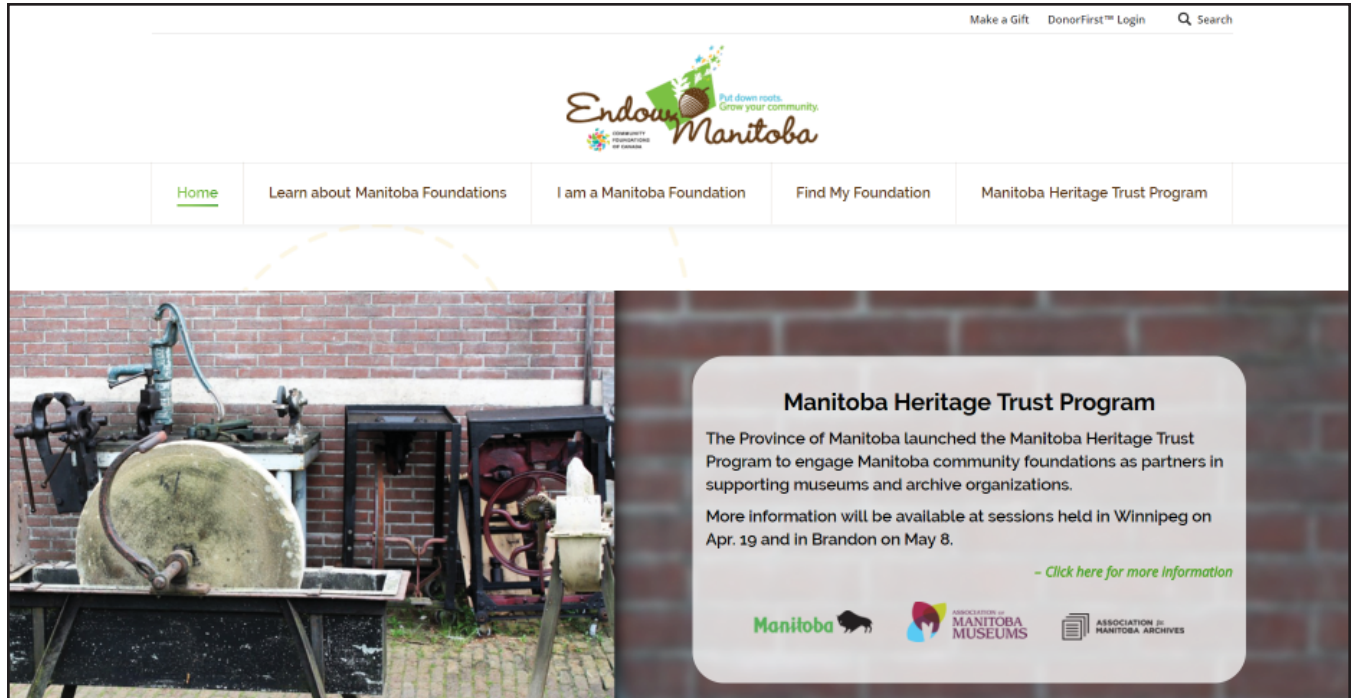 Make a Gift DonorFirst™ Login Search
Put down roots.
Grow your community.
Endow
Manitoba
COMMUNITY
FOUNDATIONS
OF CANADA
Home Learn about Manitoba Foundations I am a Manitoba Foundation Find My Foundation Manitoba Heritage Trust Program
Manitoba Heritage Trust Program
The Province of Manitoba launched the Manitoba Heritage Trust
Program to engage Manitoba community foundations as partners in
supporting museums and archive organizations.
More information will be available at sessions held in Winnipeg on
Apr. 19 and in Brandon on May 8.
– Click here for more information
Manitoba
ASSOCIATION of
MANITOBA
MUSEUMS
ASSOCIATION for
MANITOBA ARCHIVES